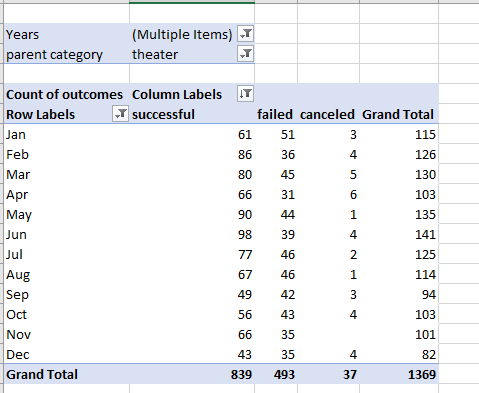 Years (Multiple Items)
parent category theater
Count of outcomes Column Labels
Row Labels successful failed canceled Grand Total
Jan 61 51 3 115
Feb 86 36 4 126
Mar 80 45 5 130
Apr 66 31 6 103
May 90 44 1 135
Jun 98 39 4 141
Jul 77 46 2 125
Aug 67 46 1 114
Sep 49 42 3 94
Oct 56 43 4 103
Nov 66 35 101
Dec 43 35 4 82
Grand Total 839 493 37 1369